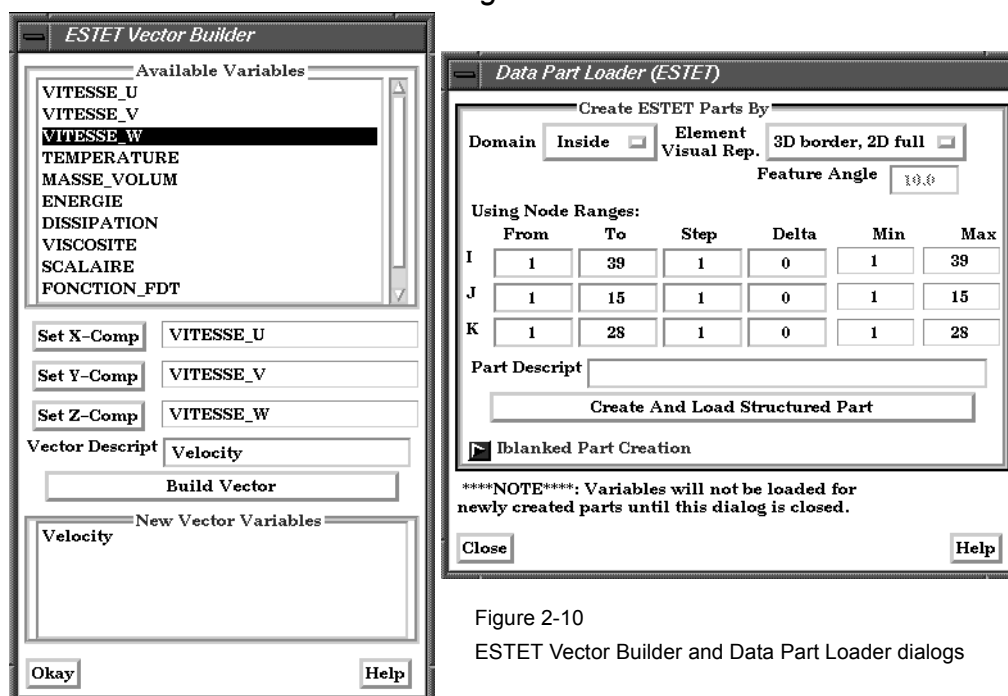 ESTET Vector Builder
Available Variables
VITESSE_U
VITESSE_V
VITESSE_W
TEMPERATURE
MASSE_VOLUM
ENERGIE
DISSIPATION
VISCOSITE
SCALAIRE
FONCTION_FDT
Set X-Comp VITESSE_U
Set Y-Comp VITESSE_V
Set Z-Comp VITESSE_W
Vector Descript Velocity
Build Vector
New Vector Variables
Velocity
Okay Help
Data Part Loader (ESTET)
Create ESTET Parts By
Domain Inside Element Visual Rep. 3D border, 2D full
Feature Angle 10.0
Using Node Ranges:
From To Step Delta Min Max
I 1 39 1 0 1 39
J 1 15 1 0 1 15
K 1 28 1 0 1 28
Part Descript
Create And Load Structured Part
Iblanked Part Creation
****NOTE****: Variables will not be loaded for
newly created parts until this dialog is closed.
Close Help
Figure 2-10
ESTET Vector Builder and Data Part Loader dialogs